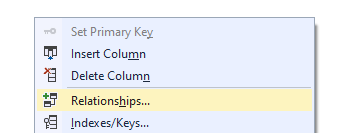 Set Primary Key
Insert Column
Delete Column
Relationships...
Indexes/Keys...